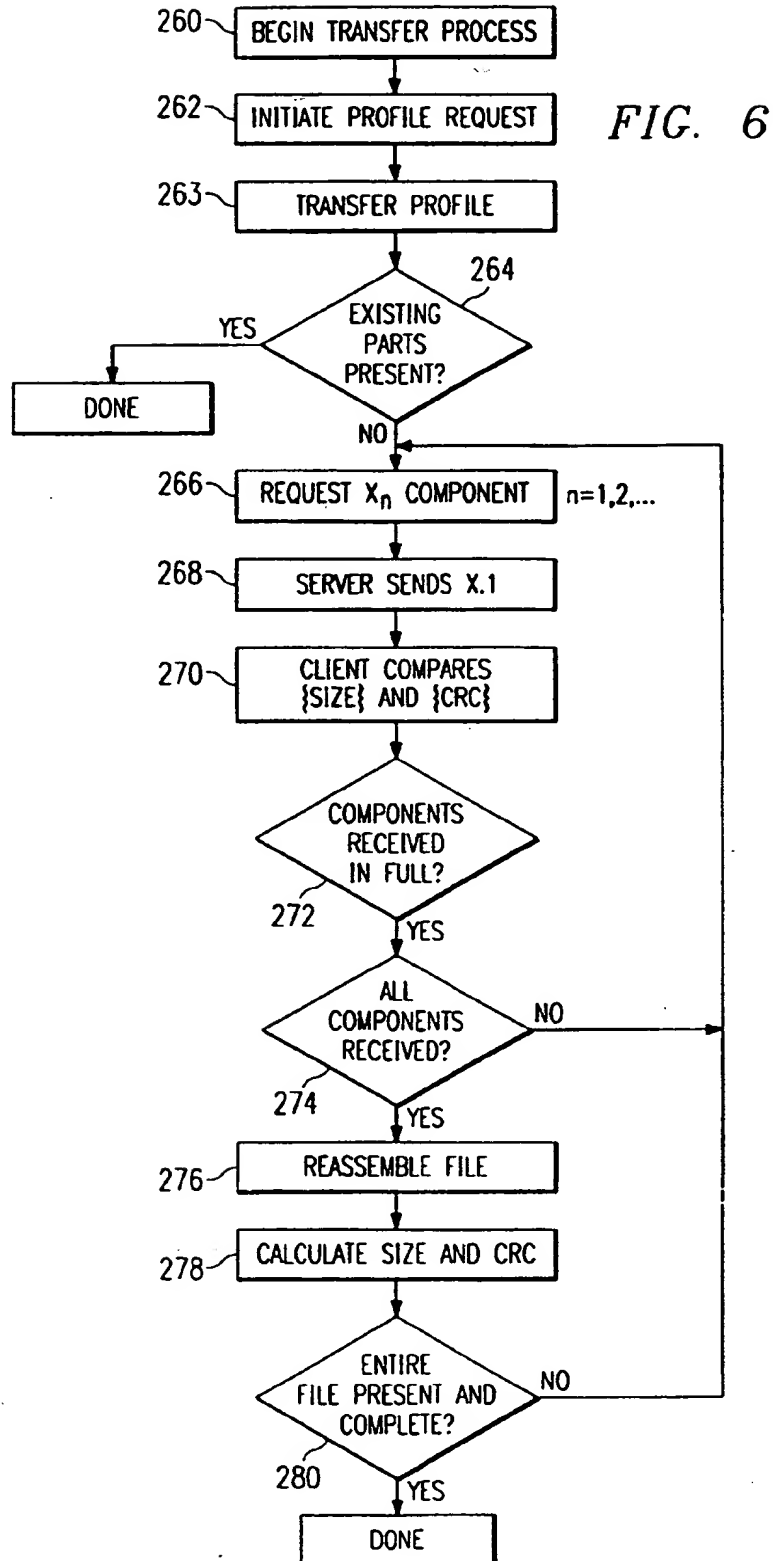 260
BEGIN TRANSFER PROCESS
262
INITIATE PROFILE REQUEST
FIG. 6
263
TRANSFER PROFILE
264
EXISTING
PARTS
PRESENT?
YES
DONE
NO
266
REQUEST Xn COMPONENT
n=1,2,...
268
SERVER SENDS X.1
270
CLIENT COMPARES
{SIZE{ AND }CRC}
COMPONENTS
RECEIVED
IN FULL?
272
YES
ALL
COMPONENTS
RECEIVED?
NO
274
YES
276
REASSEMBLE FILE
278
CALCULATE SIZE AND CRC
ENTIRE
FILE PRESENT AND
COMPLETE?
NO
280
YES
DONE